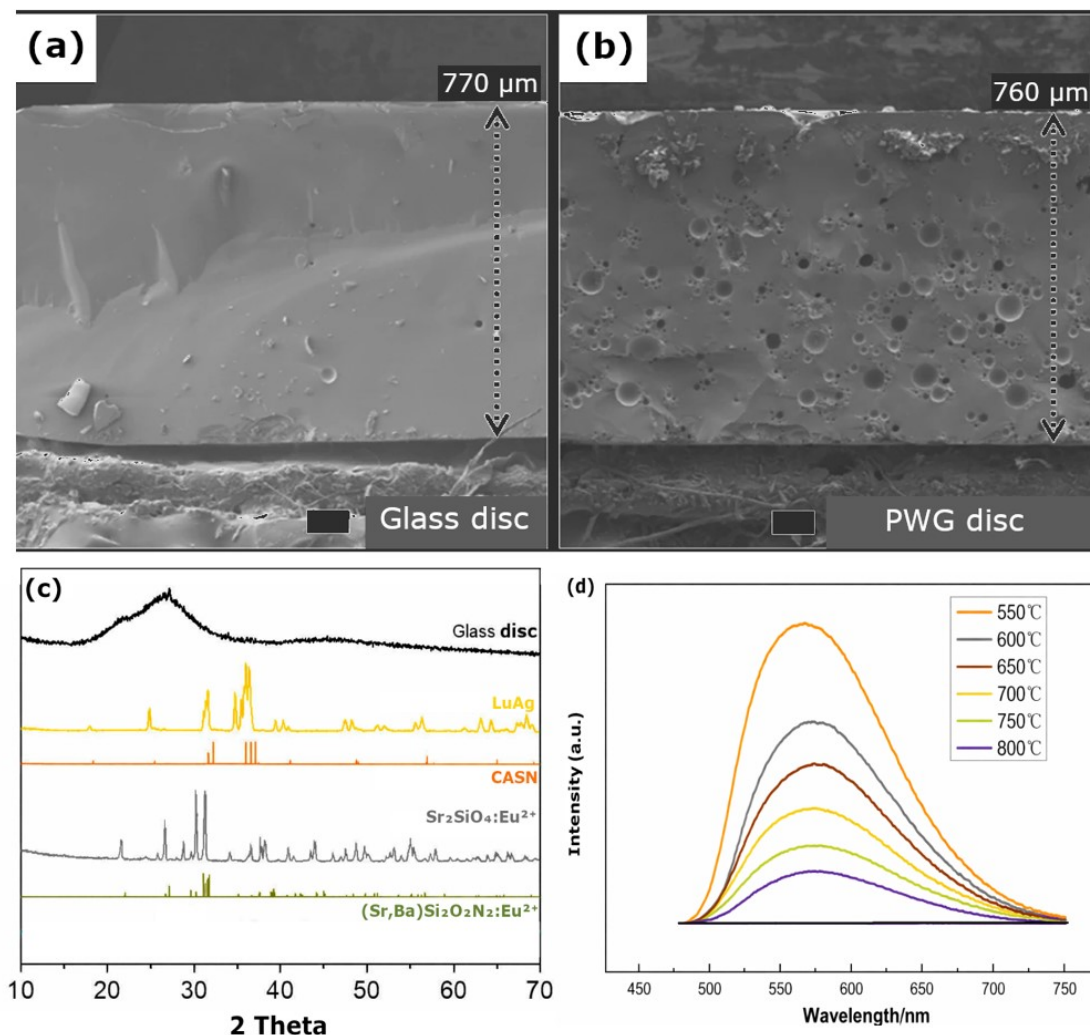 (a)
770 μm
Glass disc
(b)
760 μm
PWG disc
(c)
Glass disc
LuAg
CASN
Sr₂SiO₄:Eu²⁺
(Sr,Ba)Si₂O₂N₂:Eu²⁺
10 20 30 40 50 60 70
2 Theta
(d)
550℃
600℃
650℃
700℃
750℃
800℃
Intensity (a.u.)
450 500 550 600 650 700 750
Wavelength/nm